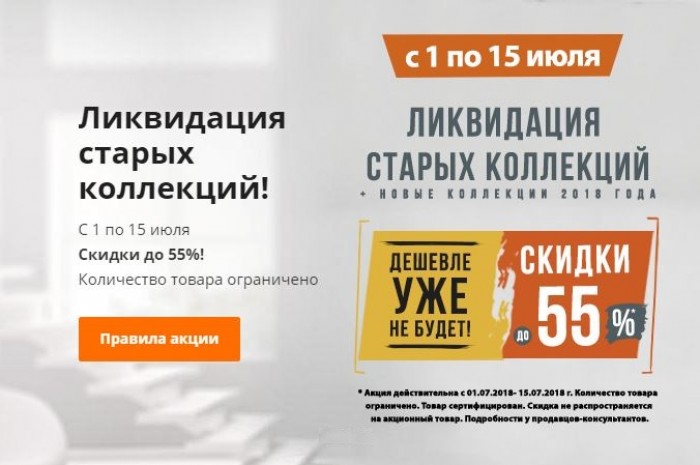 Ликвидация
старых
коллекций!
С 1 по 15 июля
Скидки до 55%!
Количество товара ограничено
Правила акции
с 1 по 15 июля
ЛИКВИДАЦИЯ
СТАРЫХ КОЛЛЕКЦИЙ
+ НОВЫЕ КОЛЛЕКЦИИ 2018 ГОДА
ДЕШЕВЛЕ
УЖЕ
НЕ БУДЕТ!
СКИДКИ
до 55%*
* Акция действительна с 01.07.2018- 15.07.2018 г. Количество товара
ограничено. Товар сертифицирован. Скидка не распространяется
на акционный товар. Подробности у продавцов-консультантов.